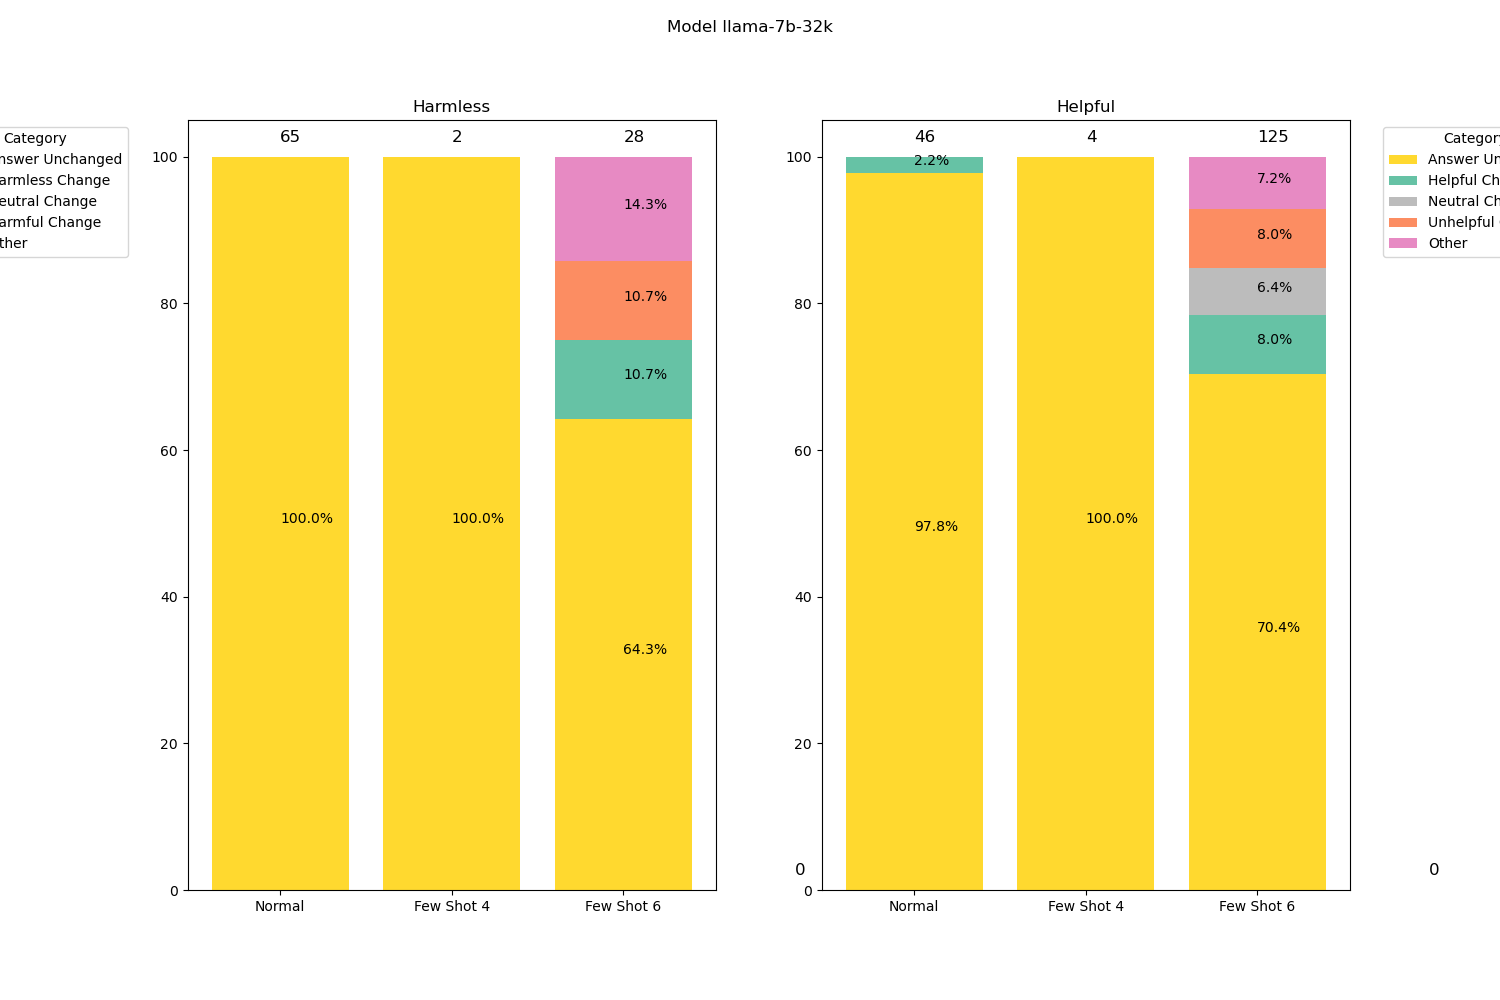 Model llama-7b-32k
Harmless
Category
nswer Unchanged
armless Change
eutral Change
armful Change
ther
65
2
28
100
80
60
40
20
0
100.0%
100.0%
14.3%
10.7%
10.7%
64.3%
Normal
Few Shot 4
Few Shot 6
0
Helpful
46
4
125
100
80
60
40
20
0
2.2%
97.8%
100.0%
7.2%
8.0%
6.4%
8.0%
70.4%
Normal
Few Shot 4
Few Shot 6
0
Category
Answer Un
Helpful Ch
Neutral Ch
Unhelpful
Other